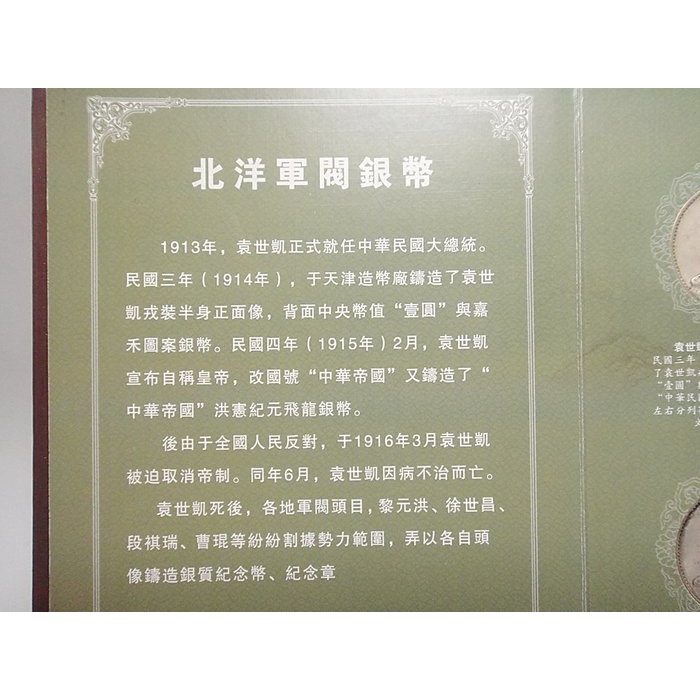 北洋軍閥銀幣
1913年，袁世凱正式就任中華民國大總統。
民國三年（1914年），于天津造幣廠鑄造了袁世
凱戎裝半身正面像，背面中央幣值“壹圓”與嘉
禾圖案銀幣。民國四年（1915年）2月，袁世凱
宣布自稱皇帝，改國號“中華帝國”又鑄造了“
中華帝國”洪憲紀元飛龍銀幣。
後由于全國人民反對，于1916年3月袁世凱
被迫取消帝制。同年6月，袁世凱因病不治而亡。
袁世凱死後，各地軍閥頭目，黎元洪、徐世昌、
段祺瑞、曹琨等紛紛割據勢力範圍，弄以各自頭
像鑄造銀質紀念幣、紀念章
袁世凱
民國三年
了袁世凱
“壹圓”
“中華民國
左右分列